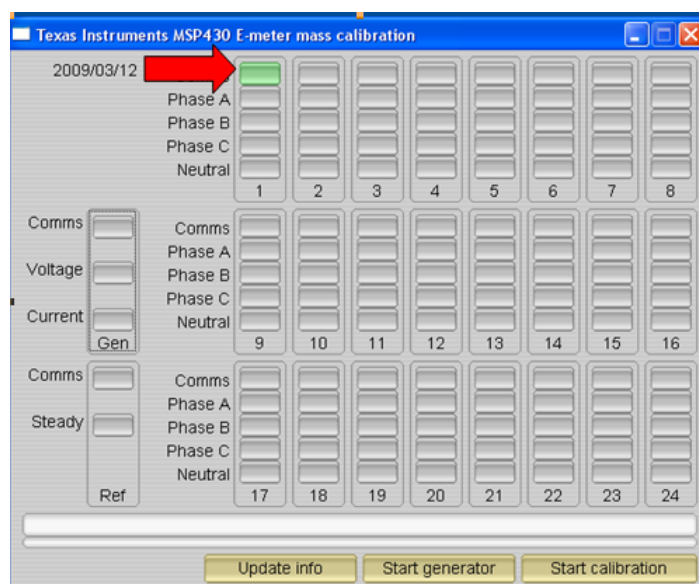 Texas Instruments MSP430 E-meter mass calibration
2009/03/12
Phase A
Phase B
Phase C
Neutral
1 2 3 4 5 6 7 8
Comms
Voltage
Current
Gen
Comms
Phase A
Phase B
Phase C
Neutral
9 10 11 12 13 14 15 16
Comms
Steady
Ref
Comms
Phase A
Phase B
Phase C
Neutral
17 18 19 20 21 22 23 24
Update info Start generator Start calibration